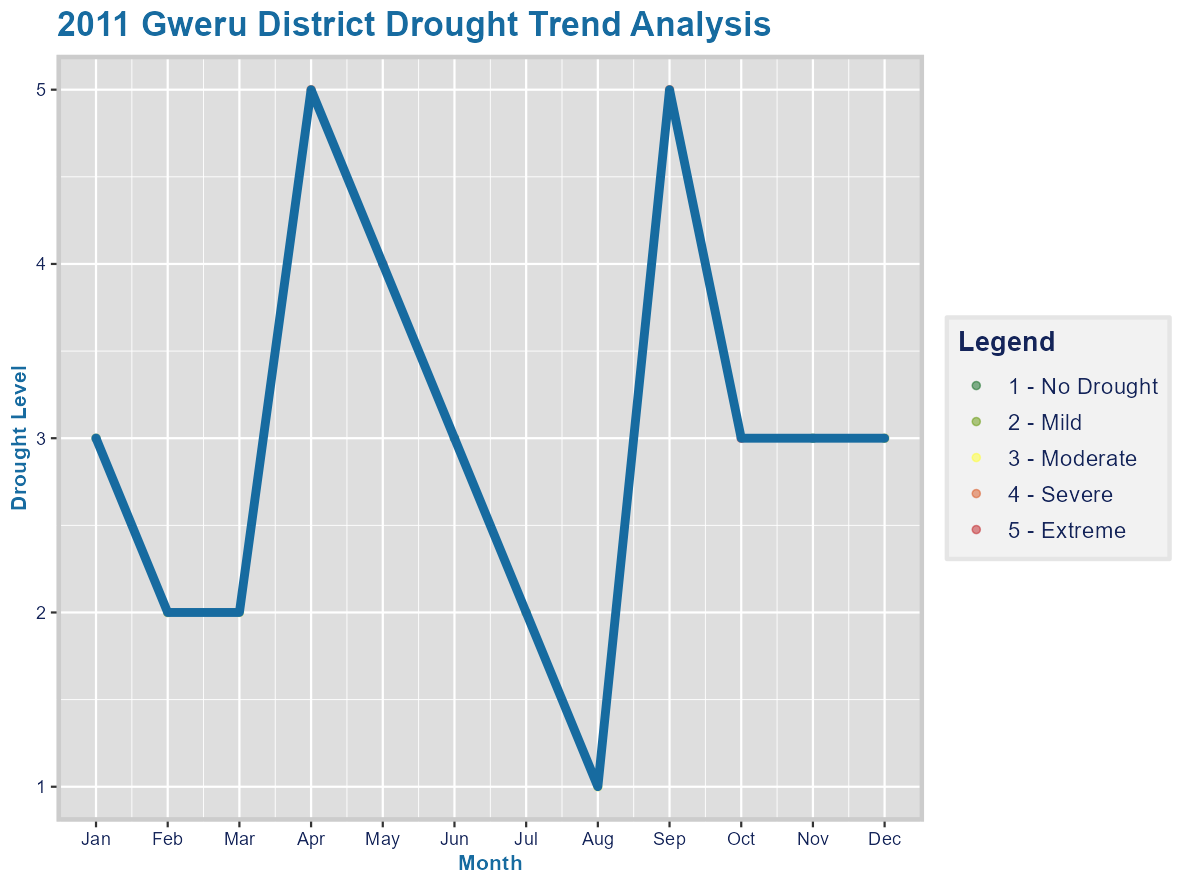 2011 Gweru District Drought Trend Analysis
Drought Level
5
4
3
2
1
Jan Feb Mar Apr May Jun Jul Aug Sep Oct Nov Dec
Month
Legend
1 - No Drought
2 - Mild
3 - Moderate
4 - Severe
5 - Extreme